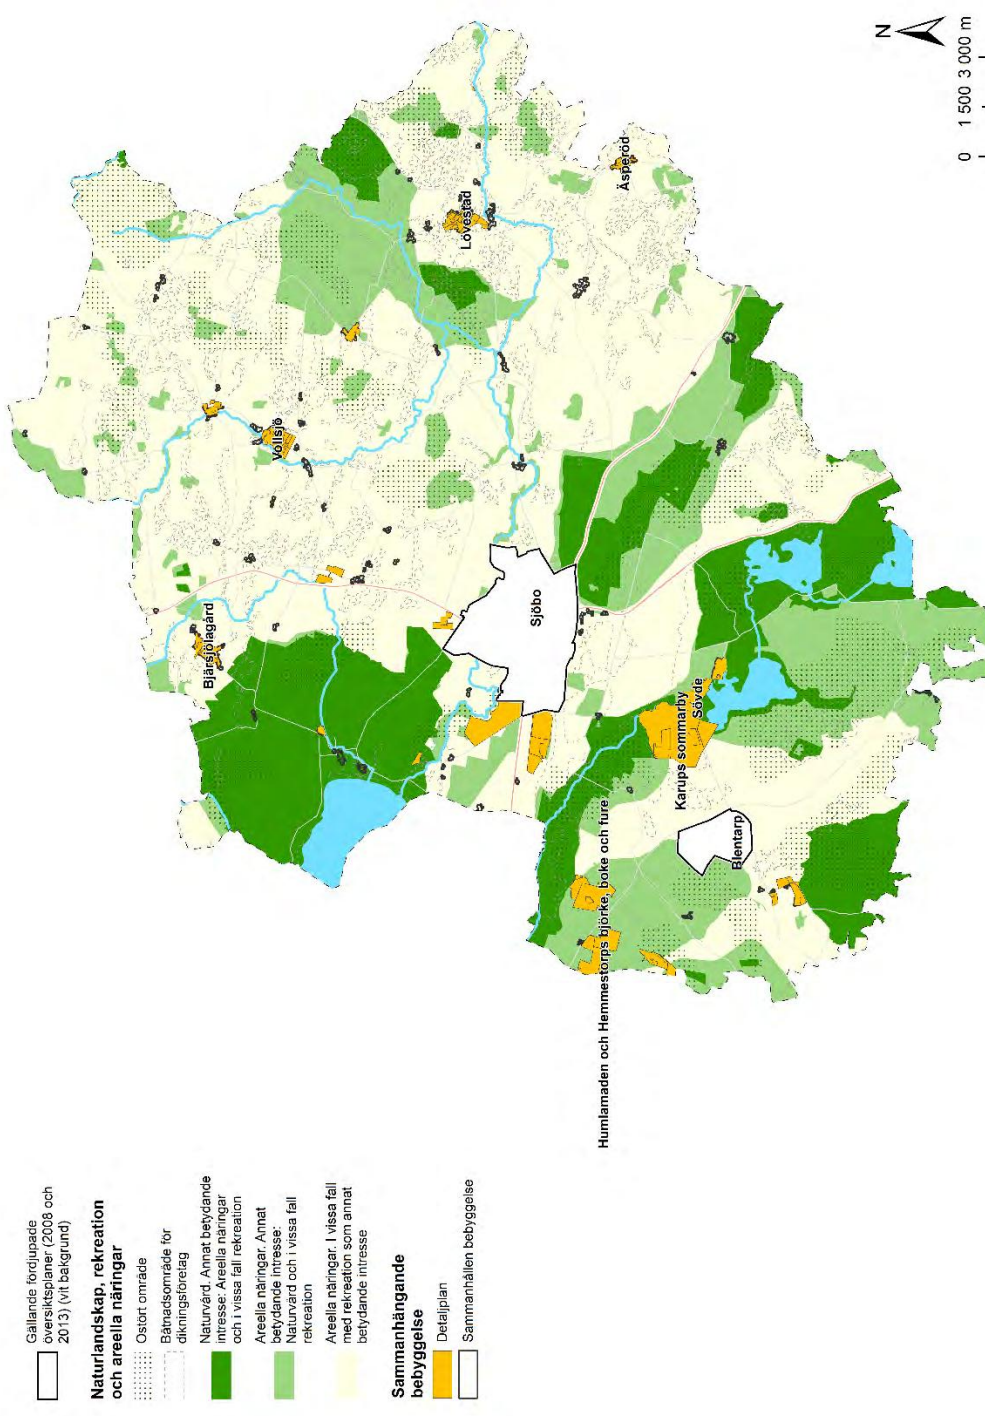 Gällande fördjupade
översiktsplaner (2008 och
2013) (vit bakgrund)
Naturlandskap, rekreation
och areella näringar
Ostört område
Båtnadsområde för
dikningsföretag
Naturvård. Annat betydande
intresse: Areella näringar
och i vissa fall rekreation
Areella näringar. Annat
betydande intresse:
Naturvård och i vissa fall
rekreation
Areella näringar. I vissa fall
med rekreation som annat
betydande intresse
Sammanhängande
bebyggelse
Detaljplan
Sammanhållen bebyggelse
Bjärsjölagård
Vollsjö
Lövestad
Äsperöd
Sjöbo
Humlamaden och Hemmestorps björke, boke och fure
Karups sommarby
Sövde
Blentarp
N
0 1 500 3 000 m